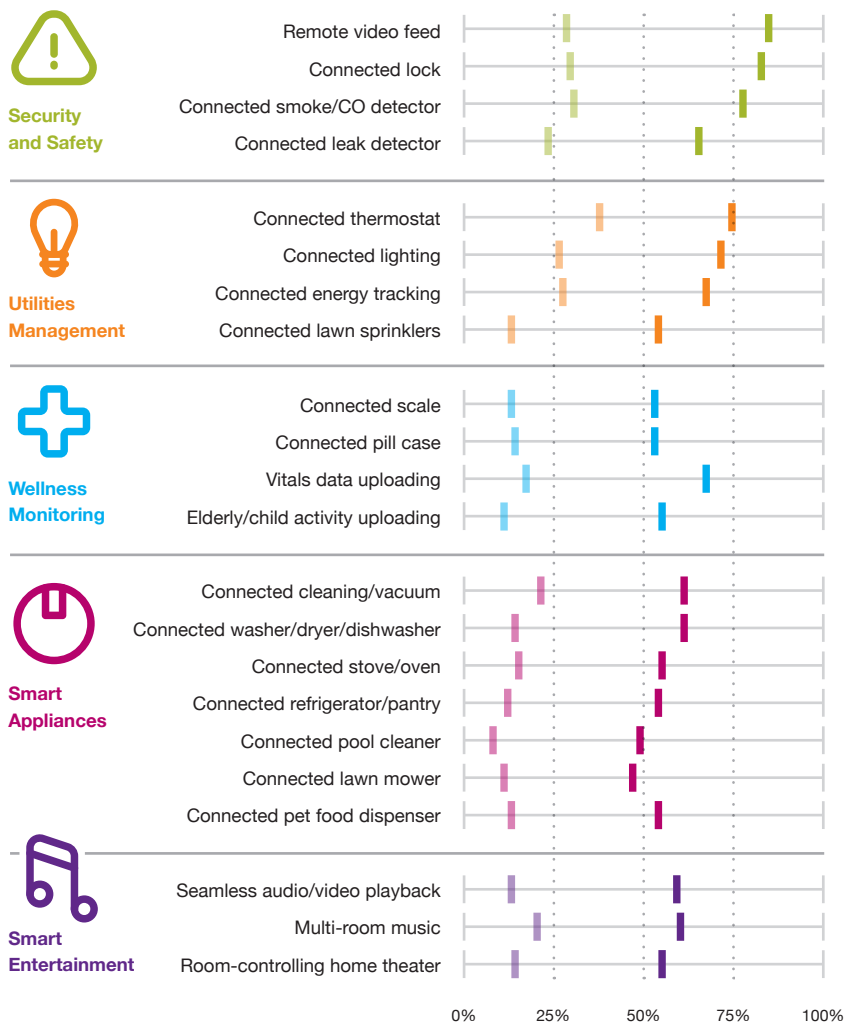 Remote video feed
Connected lock
Security
and Safety
Connected smoke/CO detector
Connected leak detector
Connected thermostat
Connected lighting
Utilities
Management
Connected energy tracking
Connected lawn sprinklers
Connected scale
Connected pill case
Wellness
Monitoring
Vitals data uploading
Elderly/child activity uploading
Connected cleaning/vacuum
Connected washer/dryer/dishwasher
Connected stove/oven
Smart
Appliances
Connected refrigerator/pantry
Connected pool cleaner
Connected lawn mower
Connected pet food dispenser
Seamless audio/video playback
Multi-room music
Smart
Entertainment
Room-controlling home theater
0% 25% 50% 75% 100%